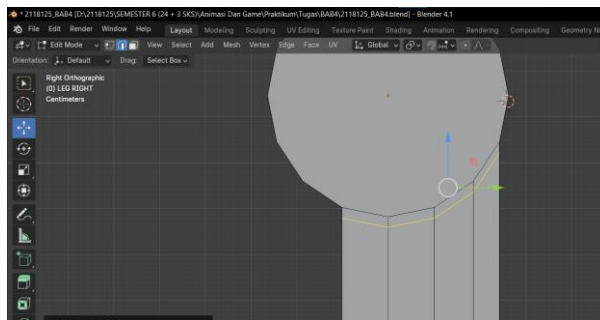 * 2118125_BAB4 [D:\2118125\SEMESTER 6 (24 + 3 SKS)\Animasi Dan Game\Praktikum\Tugas\BAB4\2118125_BAB4.blend] - Blender 4.1
File Edit Render Window Help Layout Modeling Sculpting UV Editing Texture Paint Shading Animation Rendering Compositing Geometry No
Edit Mode View Select Add Mesh Vertex Edge Face UV Global
Orientation: Default Drag: Select Box
Right Orthographic
(0) LEG RIGHT
Centimeters